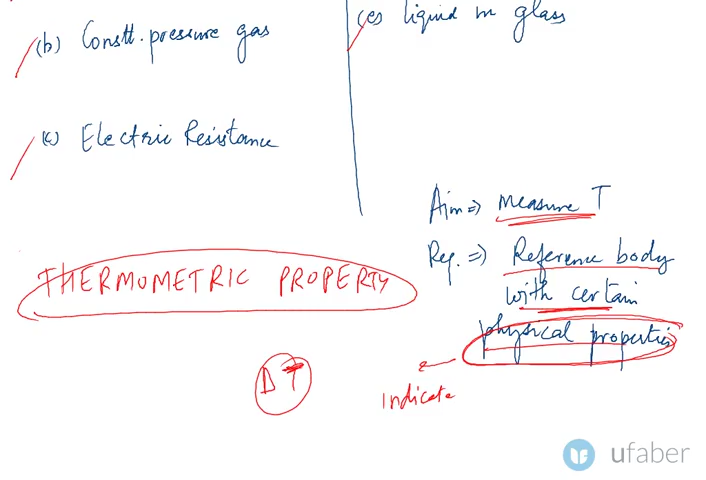 (b) Constt. pressure gas
(c) Electric Resistance
(e) liquid in glass
Aim => measure T
Req. => Reference body
with certain
physical properties
THERMOMETRIC PROPERTY
Δ T
indicate
ufaber